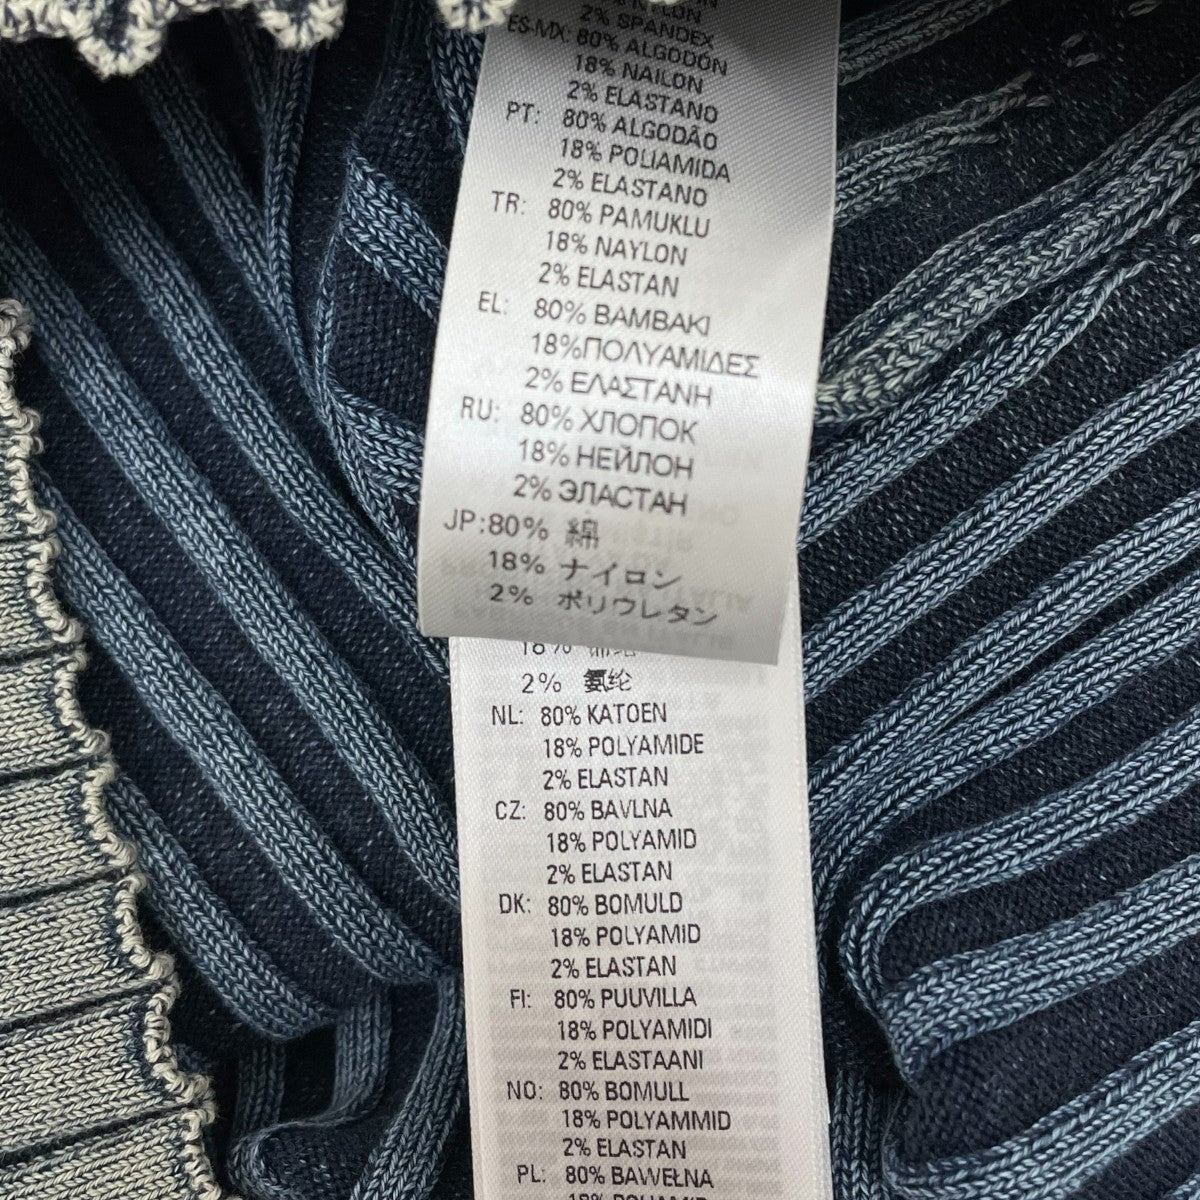 2% SPANDEX
ES-MX: 80% ALGODÓN
18% NAILON
2% ELASTANO
PT: 80% ALGODÃO
18% POLIAMIDA
2% ELASTANO
TR: 80% PAMUKLU
18% NAYLON
2% ELASTAN
EL: 80% ΒΑΜΒΑΚΙ
18%ΠΟΛΥΑΜΙΔΕΣ
2% ΕΛΑΣΤΑΝΗ
RU: 80% ХЛОПОК
18% НЕЙЛОН
2% ЭЛАСТАН
JP:80% 綿
18% ナイロン
2% ポリウレタン
18%
2% 氨纶
NL: 80% KATOEN
18% POLYAMIDE
2% ELASTAN
CZ: 80% BAVLNA
18% POLYAMID
2% ELASTAN
DK: 80% BOMULD
18% POLYAMID
2% ELASTAN
FI: 80% PUUVILLA
18% POLYAMIDI
2% ELASTAANI
NO: 80% BOMULL
18% POLYAMMID
2% ELASTAN
PL: 80% BAWEŁNA